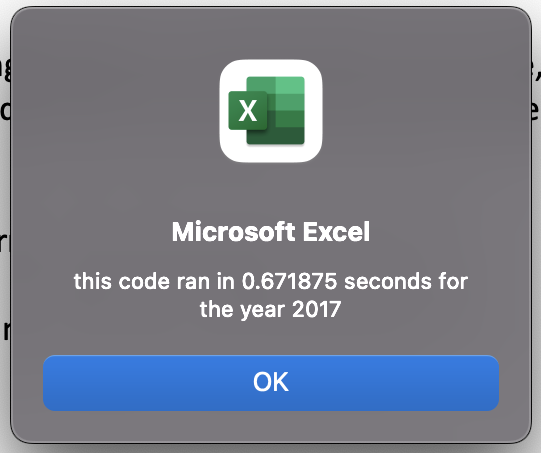 X
Microsoft Excel
this code ran in 0.671875 seconds for
the year 2017
OK